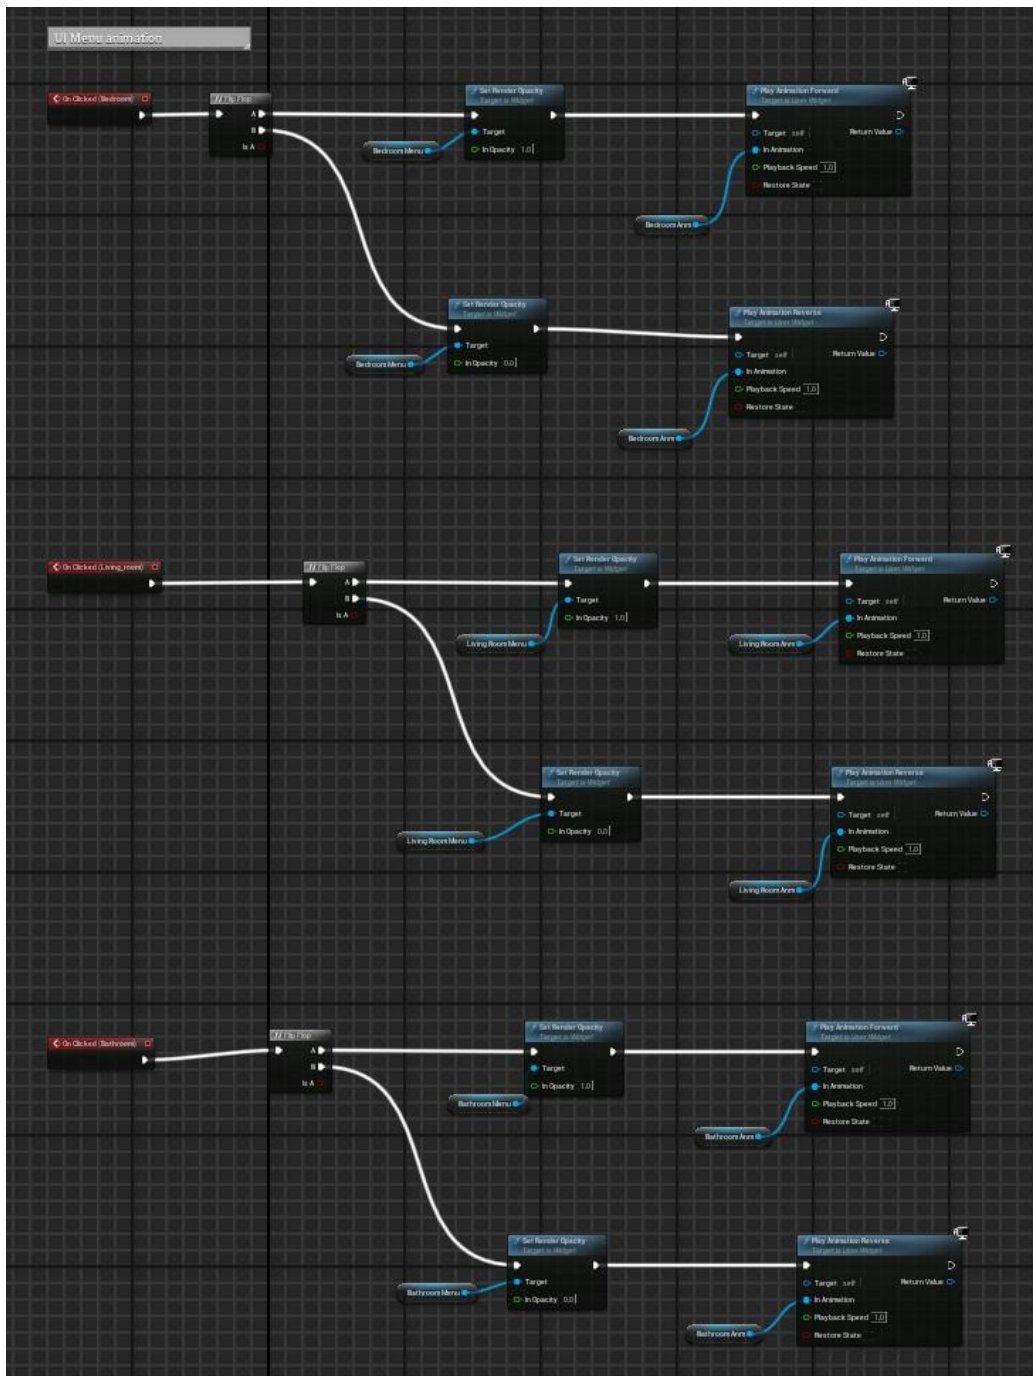 UI Menu animation
On Clicked (Bedroom)
Flip Flop
A
B
Is A
Set Render Opacity
Target is Widget
Target
In Opacity 1,0
Bedroom Menu
Play Animation Forward
Target is User Widget
Target self
Return Value
In Animation
Playback Speed 1,0
Restore State
Bedroom Anm
Set Render Opacity
Target is Widget
Target
In Opacity 0,0
Bedroom Menu
Play Animation Reverse
Target is User Widget
Target self
Return Value
In Animation
Playback Speed 1,0
Restore State
Bedroom Anm
On Clicked (Living_room)
Flip Flop
A
B
Is A
Set Render Opacity
Target is Widget
Target
In Opacity 1,0
Living Room Menu
Play Animation Forward
Target is User Widget
Target self
Return Value
In Animation
Playback Speed 1,0
Restore State
Living Room Anm
Set Render Opacity
Target is Widget
Target
In Opacity 0,0
Living Room Menu
Play Animation Reverse
Target is User Widget
Target self
Return Value
In Animation
Playback Speed 1,0
Restore State
Living Room Anm
On Clicked (Bathroom)
Flip Flop
A
B
Is A
Set Render Opacity
Target is Widget
Target
In Opacity 1,0
Bathroom Menu
Play Animation Forward
Target is User Widget
Target self
Return Value
In Animation
Playback Speed 1,0
Restore State
Bathroom Anm
Set Render Opacity
Target is Widget
Target
In Opacity 0,0
Bathroom Menu
Play Animation Reverse
Target is User Widget
Target self
Return Value
In Animation
Playback Speed 1,0
Restore State
Bathroom Anm